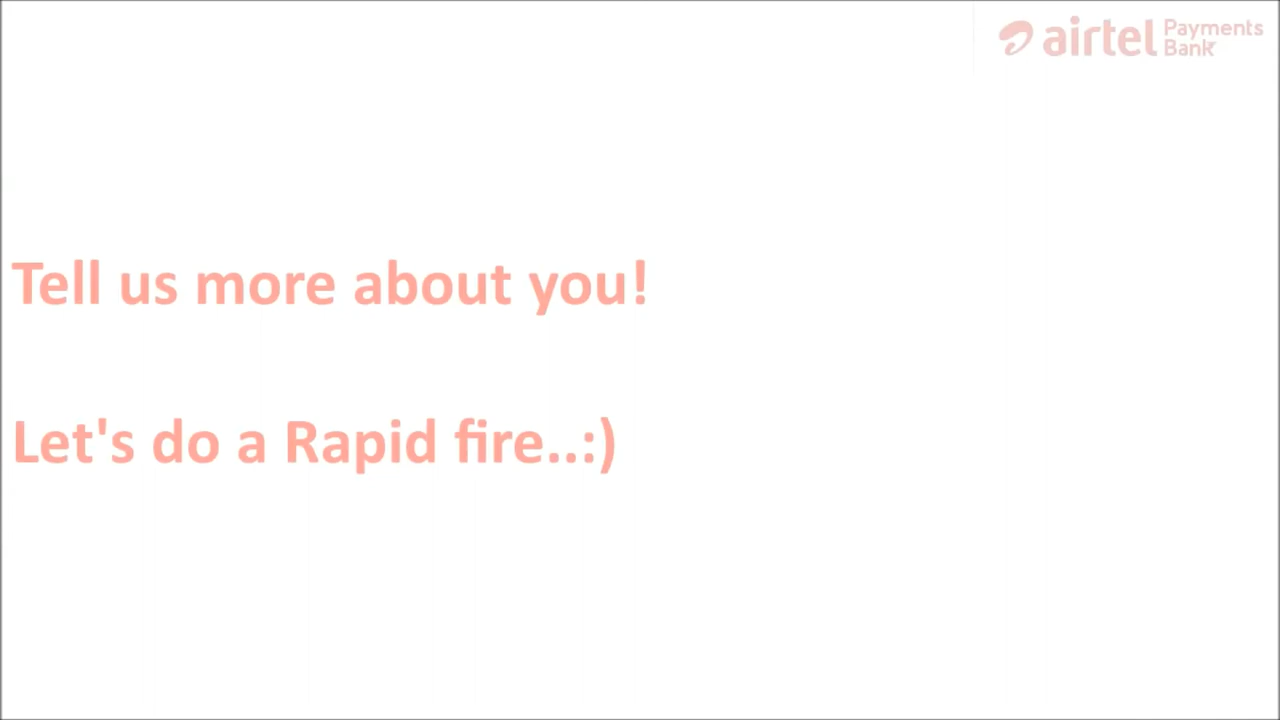 airtel Payments
Bank
Tell us more about you!
Let's do a Rapid fire..:)